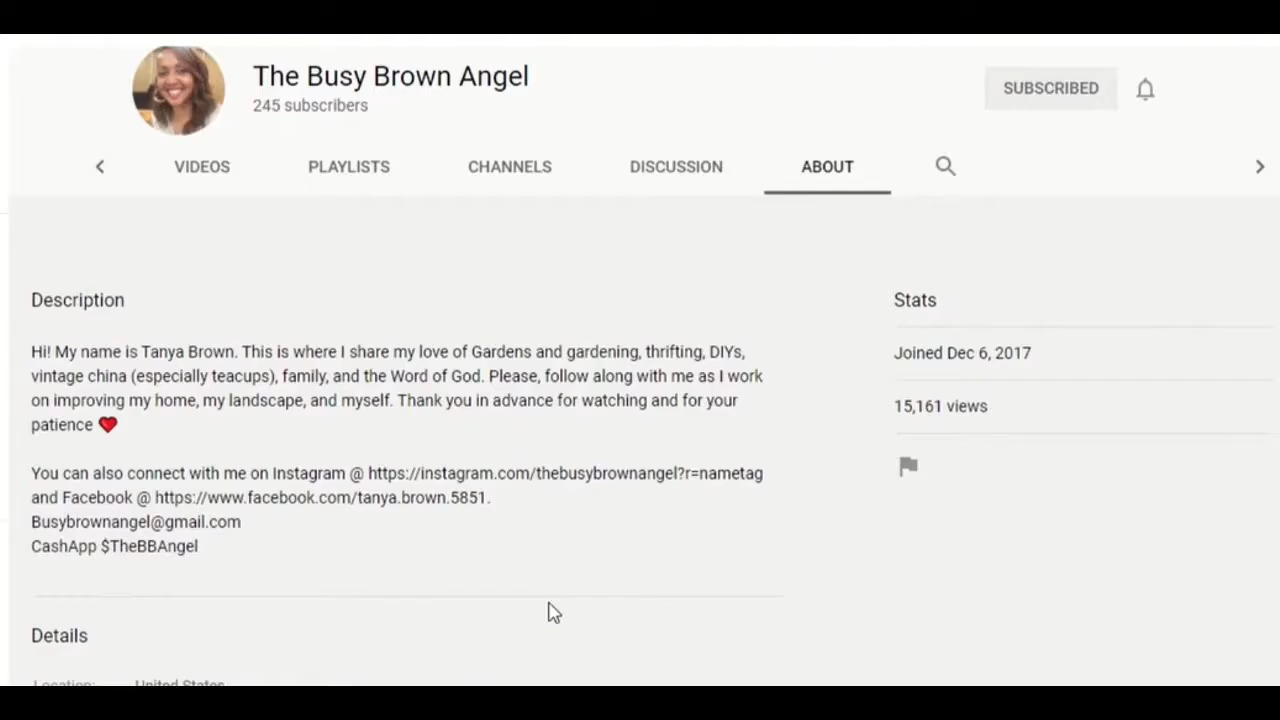 The Busy Brown Angel
245 subscribers
SUBSCRIBED
VIDEOS
PLAYLISTS
CHANNELS
DISCUSSION
ABOUT
Description
Hi! My name is Tanya Brown. This is where I share my love of Gardens and gardening, thrifting, DIYs,
vintage china (especially teacups), family, and the Word of God. Please, follow along with me as I work
on improving my home, my landscape, and myself. Thank you in advance for watching and for your
patience ❤
You can also connect with me on Instagram @ https://instagram.com/thebusybrownangel?r=nametag
and Facebook @ https://www.facebook.com/tanya.brown.5851.
Busybrownangel@gmail.com
CashApp $TheBBAngel
Stats
Joined Dec 6, 2017
15,161 views
Details
Location: United States